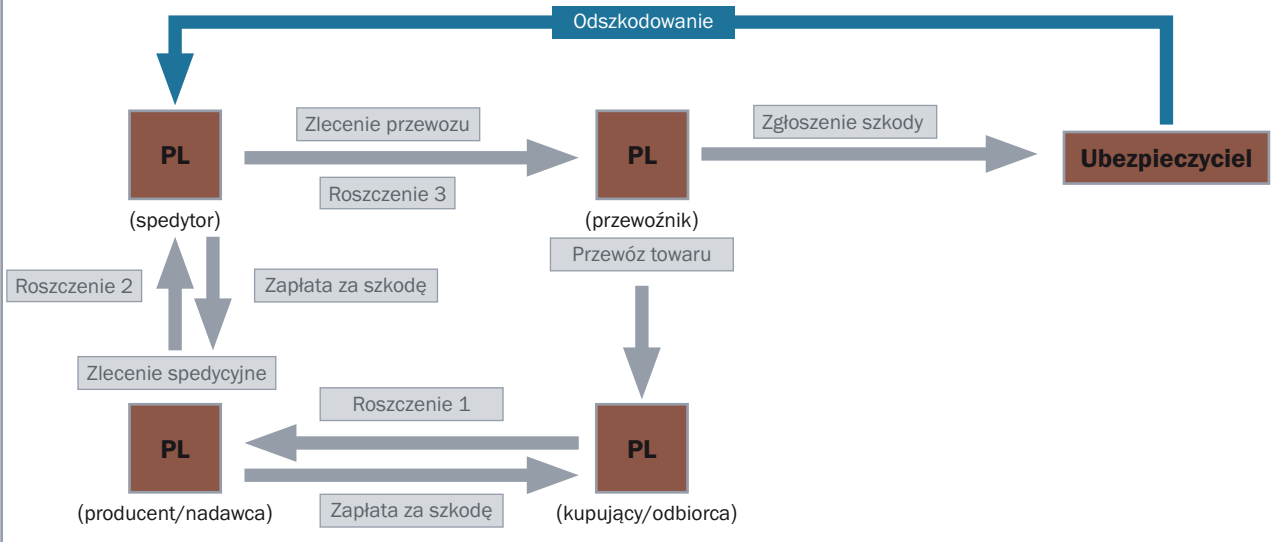 Odszkodowanie
Zlecenie przewozu
Zgłoszenie szkody
PL
PL
Ubezpieczyciel
Roszczenie 3
(spedytor)
(przewoźnik)
Przewóz towaru
Roszczenie 2
Zapłata za szkodę
Zlecenie spedycyjne
Roszczenie 1
PL
PL
Zapłata za szkodę
(producent/nadawca)
(kupujący/odbiorca)